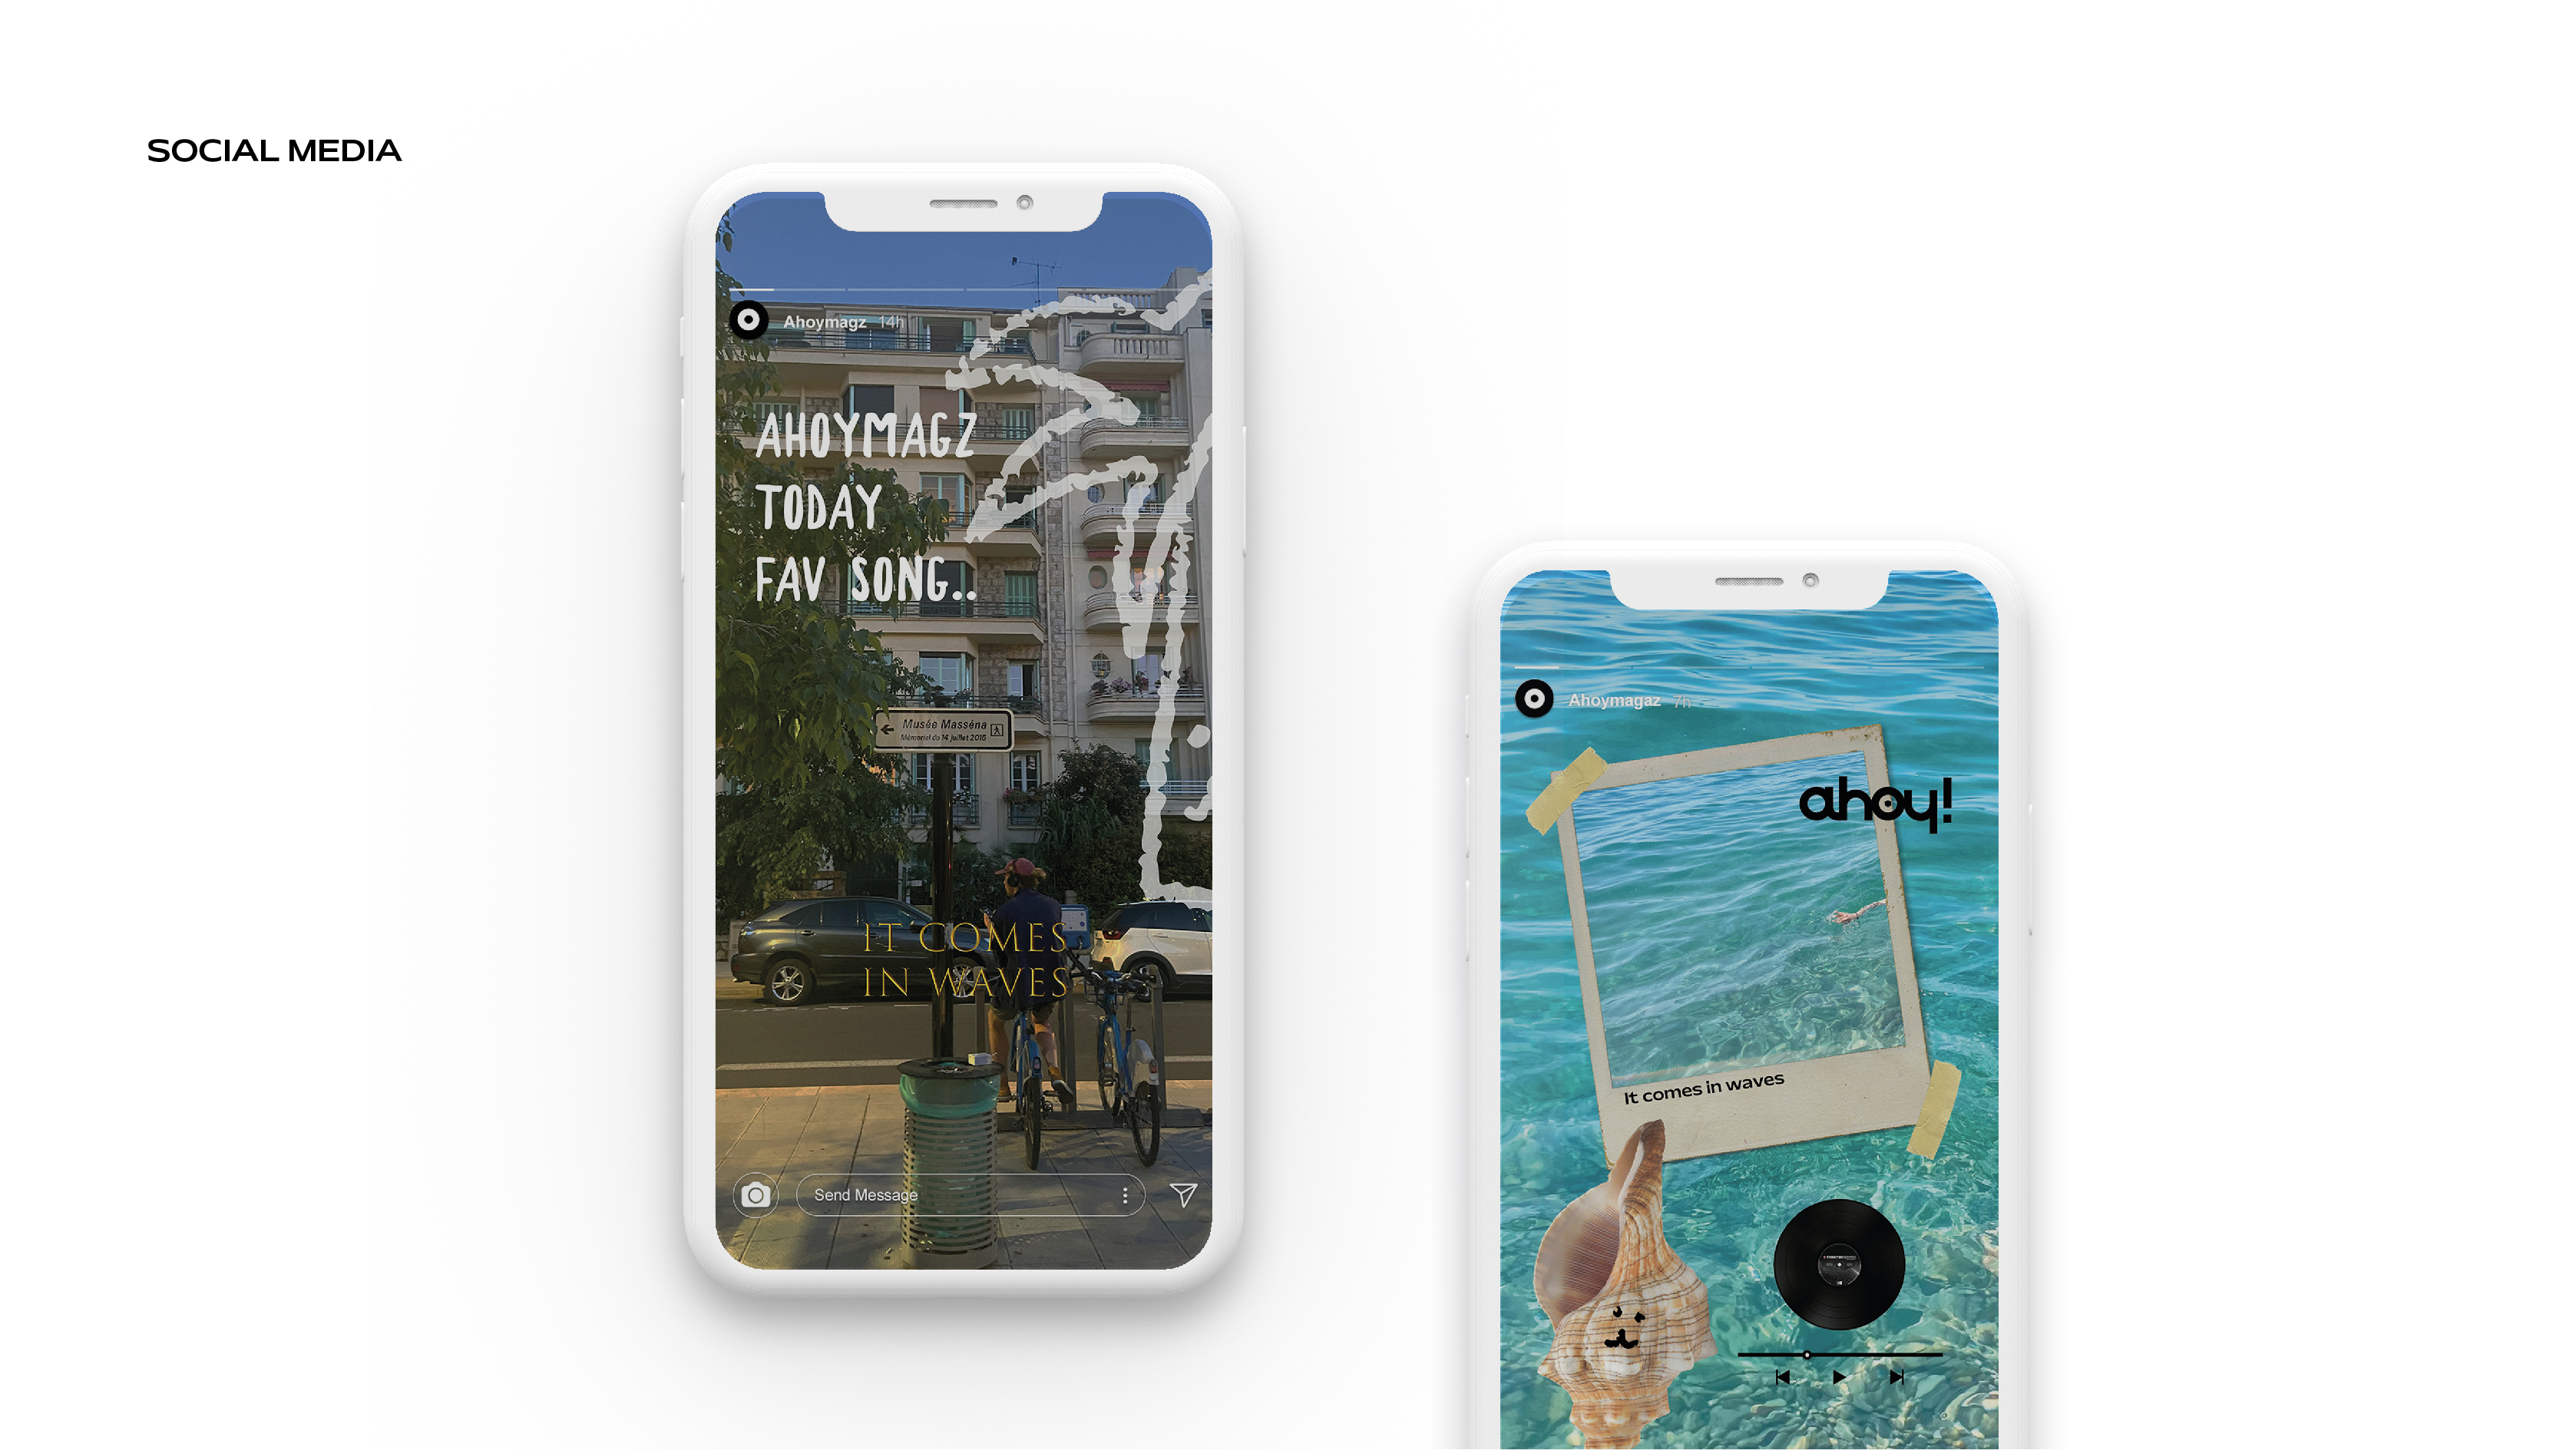 SOCIAL MEDIA
Ahoymagz 14h
AHOYMAGZ
TODAY
FAV SONG..
Musée Masséna
Mémorial du 14 juillet 2016
IT COMES
IN WAVES
Send Message
Ahoymagaz 7h
ahoy!
It comes in waves